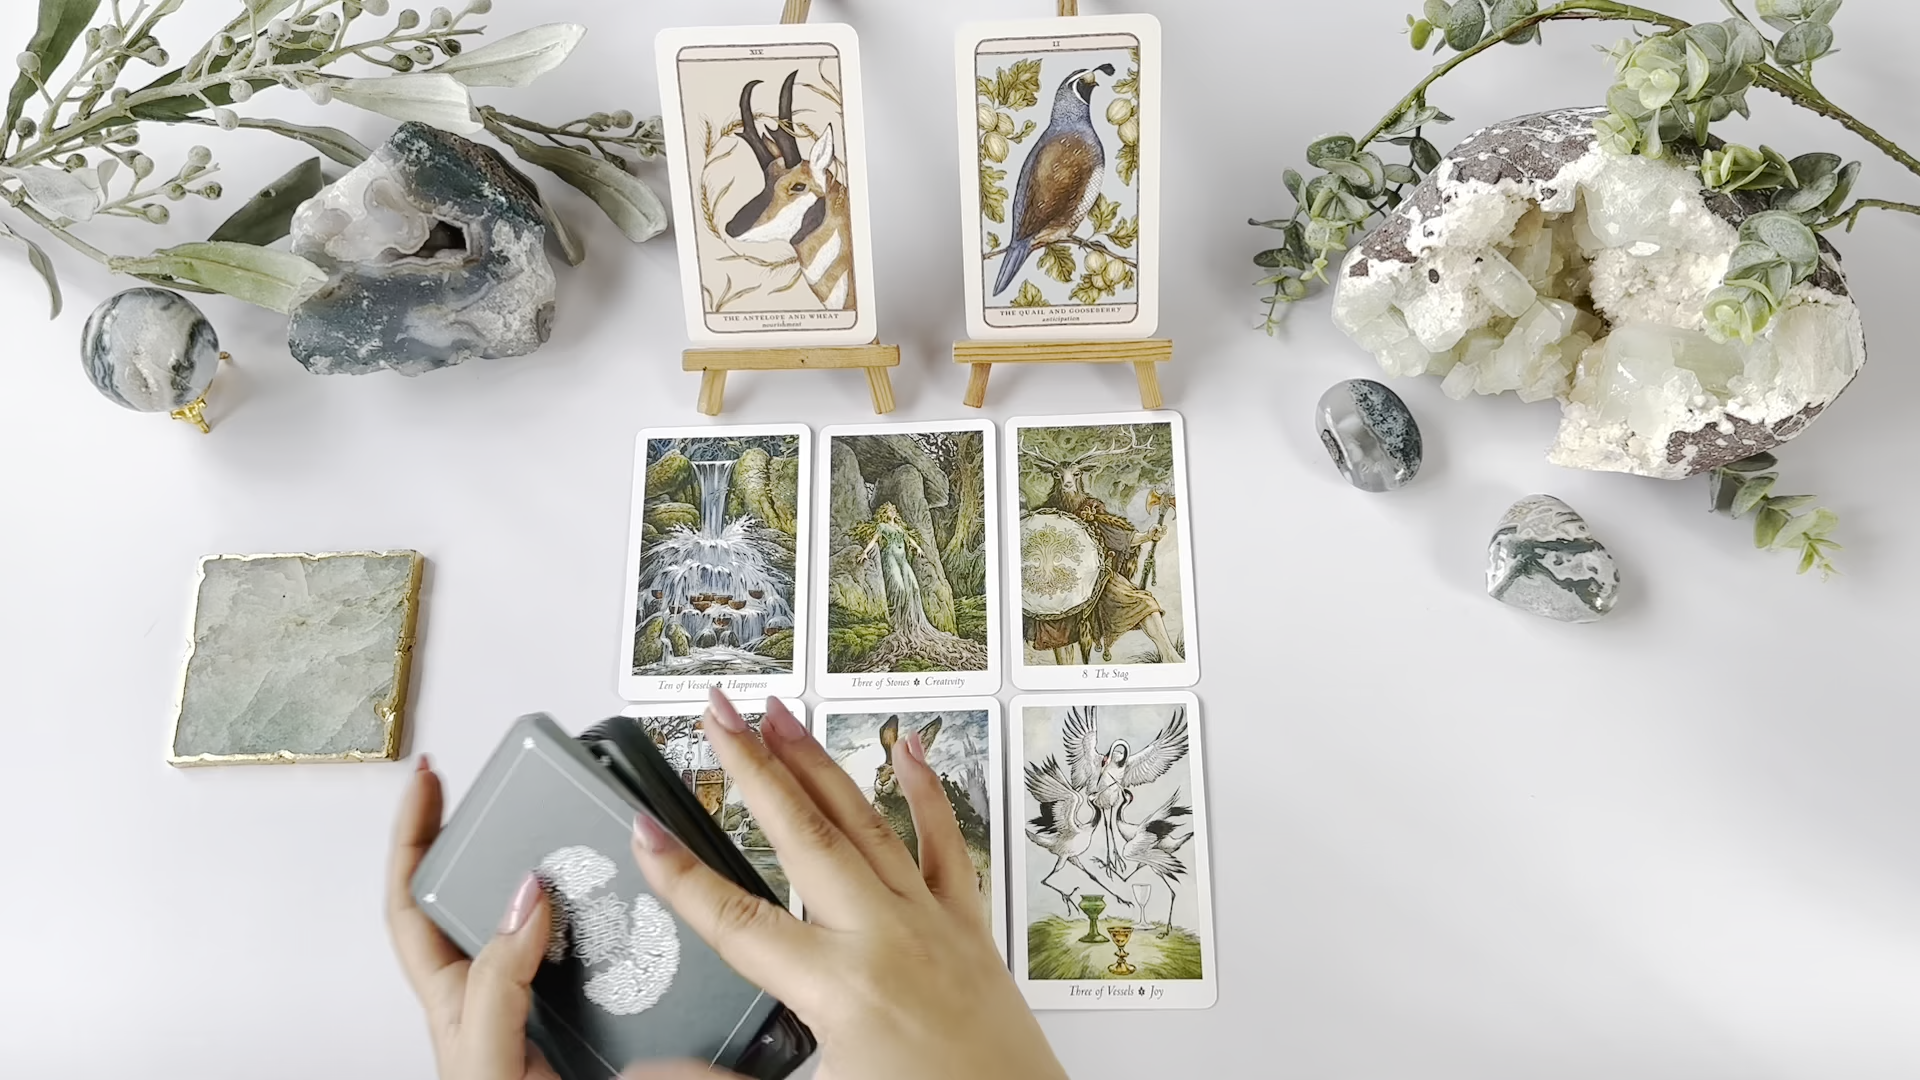 XIV
THE ANTELOPE AND WHEAT
nourishment
II
THE QUAIL AND GOOSEBERRY
anticipation
Ten of Vessels Happiness
Three of Stones Creativity
8 The Stag
Three of Vessels Joy